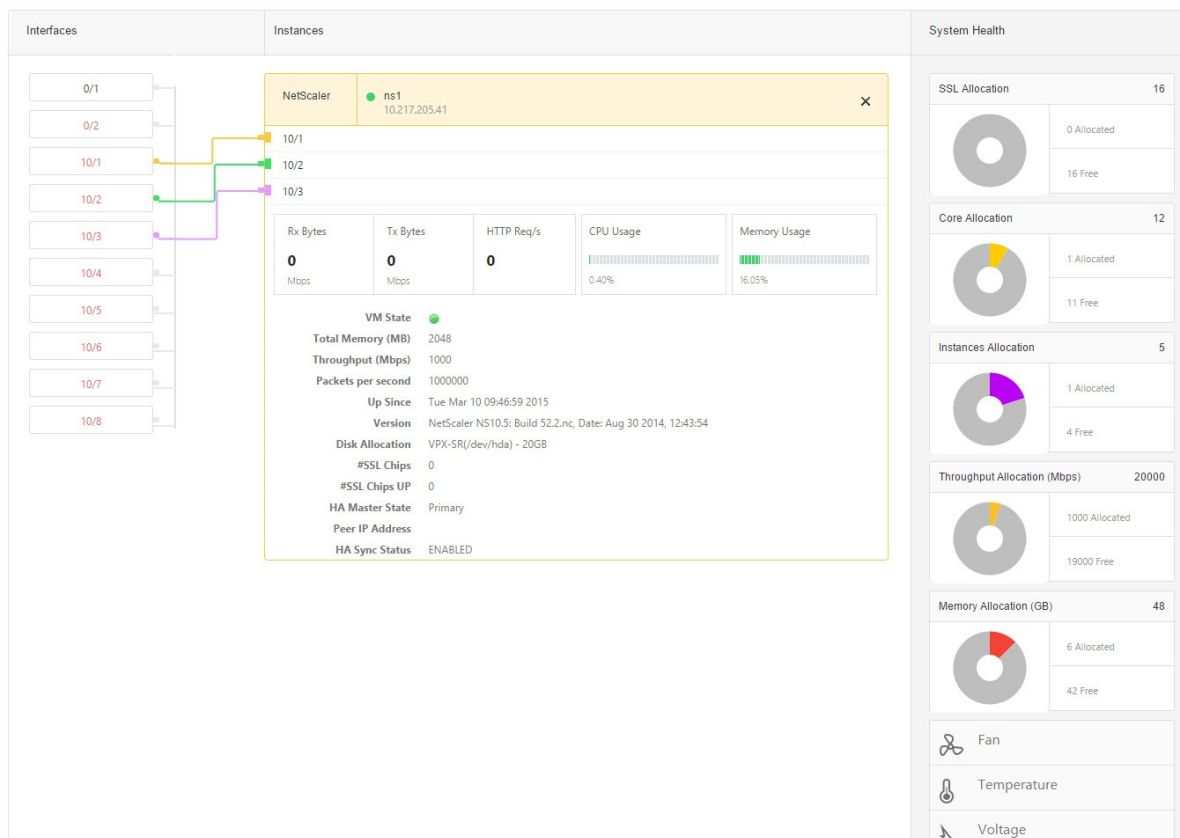 Interfaces
Instances
System Health
0/1
0/2
10/1
10/2
10/3
10/4
10/5
10/6
10/7
10/8
NetScaler
ns1
10.217.205.41
10/1
10/2
10/3
Rx Bytes
0
Mbps
Tx Bytes
0
Mbps
HTTP Req/s
0
CPU Usage
0.40%
Memory Usage
16.05%
VM State
Total Memory (MB) 2048
Throughput (Mbps) 1000
Packets per second 1000000
Up Since Tue Mar 10 09:46:59 2015
Version NetScaler NS10.5: Build 52.2.nc, Date: Aug 30 2014, 12:43:54
Disk Allocation VPX-SR(/dev/hda) - 20GB
#SSL Chips 0
#SSL Chips UP 0
HA Master State Primary
Peer IP Address
HA Sync Status ENABLED
SSL Allocation 16
0 Allocated
16 Free
Core Allocation 12
1 Allocated
11 Free
Instances Allocation 5
1 Allocated
4 Free
Throughput Allocation (Mbps) 20000
1000 Allocated
19000 Free
Memory Allocation (GB) 48
6 Allocated
42 Free
Fan
Temperature
Voltage